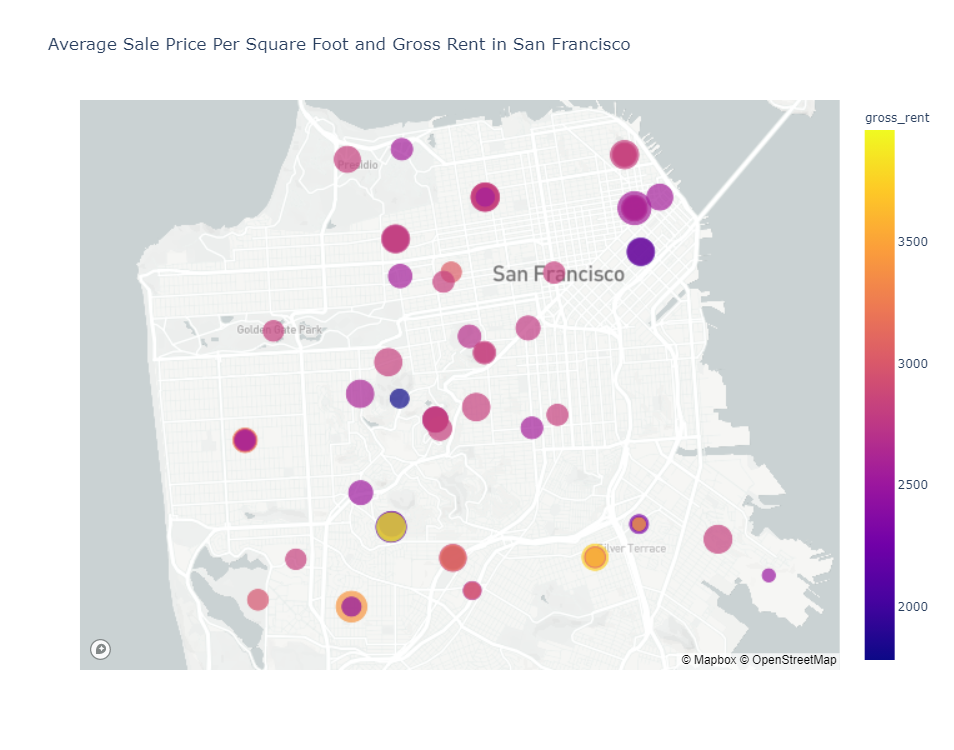 Average Sale Price Per Square Foot and Gross Rent in San Francisco
gross_rent
Presidio
3500
San Francisco
Golden Gate Park
3000
2500
Silver Terrace
2000
© Mapbox © OpenStreetMap